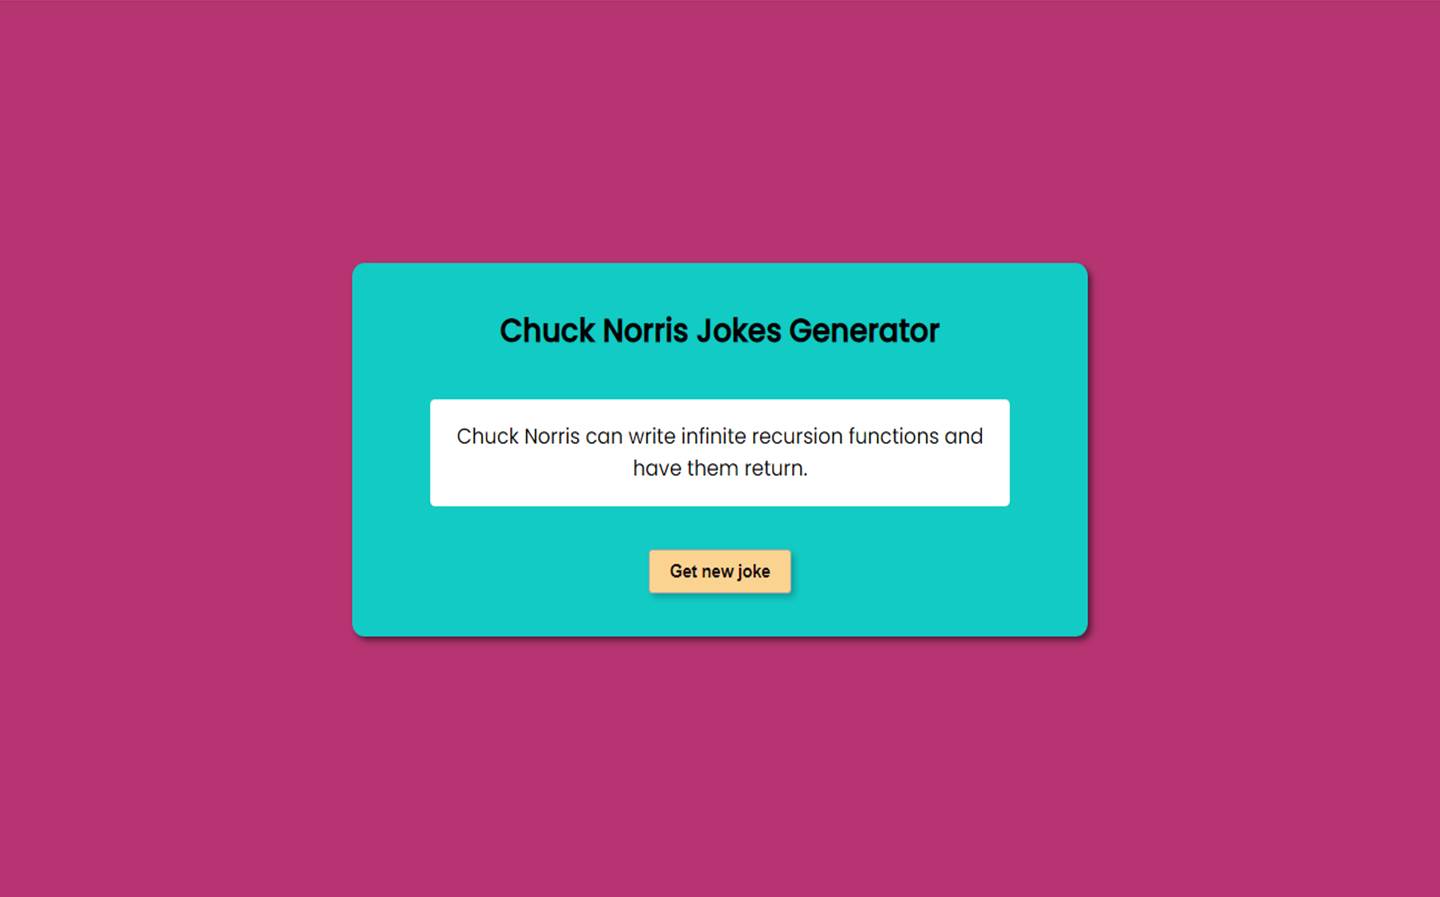 Chuck Norris Jokes Generator
Chuck Norris can write infinite recursion functions and
have them return.
Get new joke